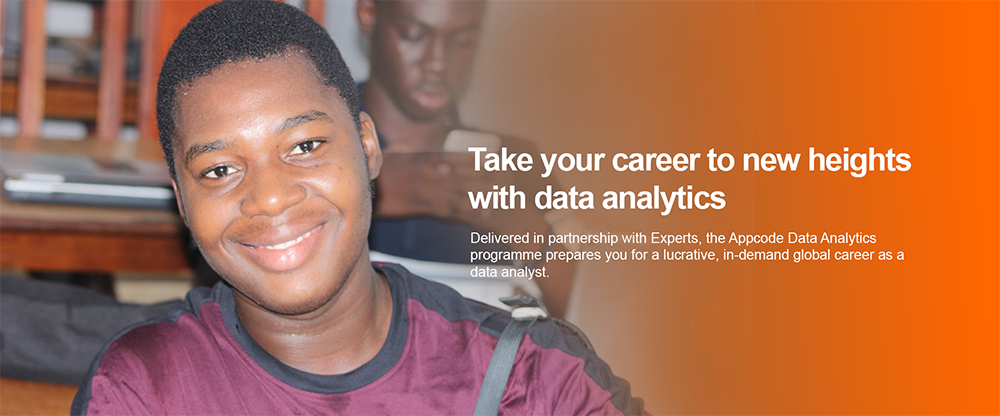 Take your career to new heights
with data analytics
Delivered in partnership with Experts, the Appcode Data Analytics
programme prepares you for a lucrative, in-demand global career as a
data analyst.